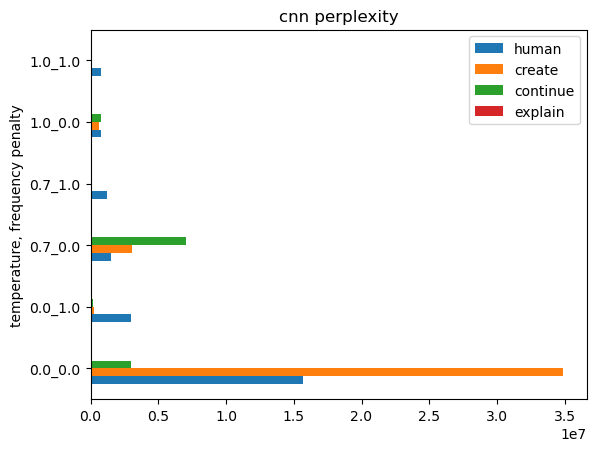 cnn perplexity
human
create
continue
explain
temperature, frequency penalty
1.0_1.0
1.0_0.0
0.7_1.0
0.7_0.0
0.0_1.0
0.0_0.0
0.0 0.5 1.0 1.5 2.0 2.5 3.0 3.5
1e7